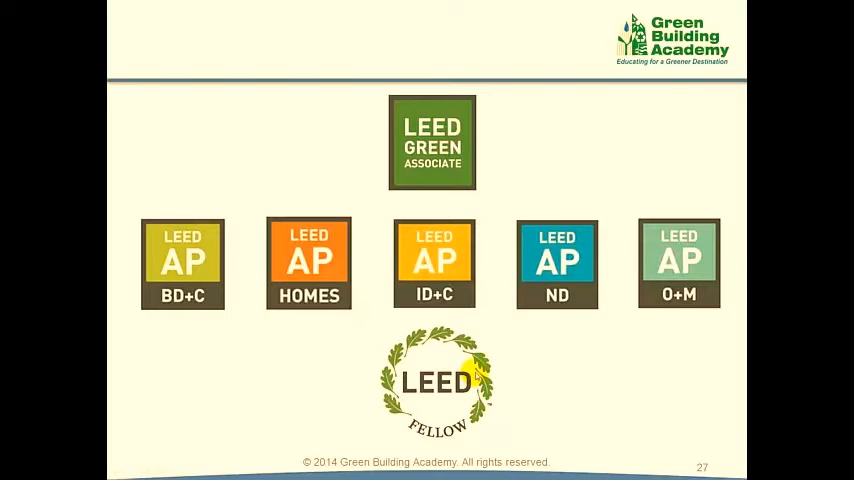 Green
Building
Academy
Educating for a Greener Destination
LEED
GREEN
ASSOCIATE
LEED
AP
BD+C
LEED
AP
HOMES
LEED
AP
ID+C
LEED
AP
ND
LEED
AP
O+M
LEED
FELLOW
© 2014 Green Building Academy. All rights reserved.
27